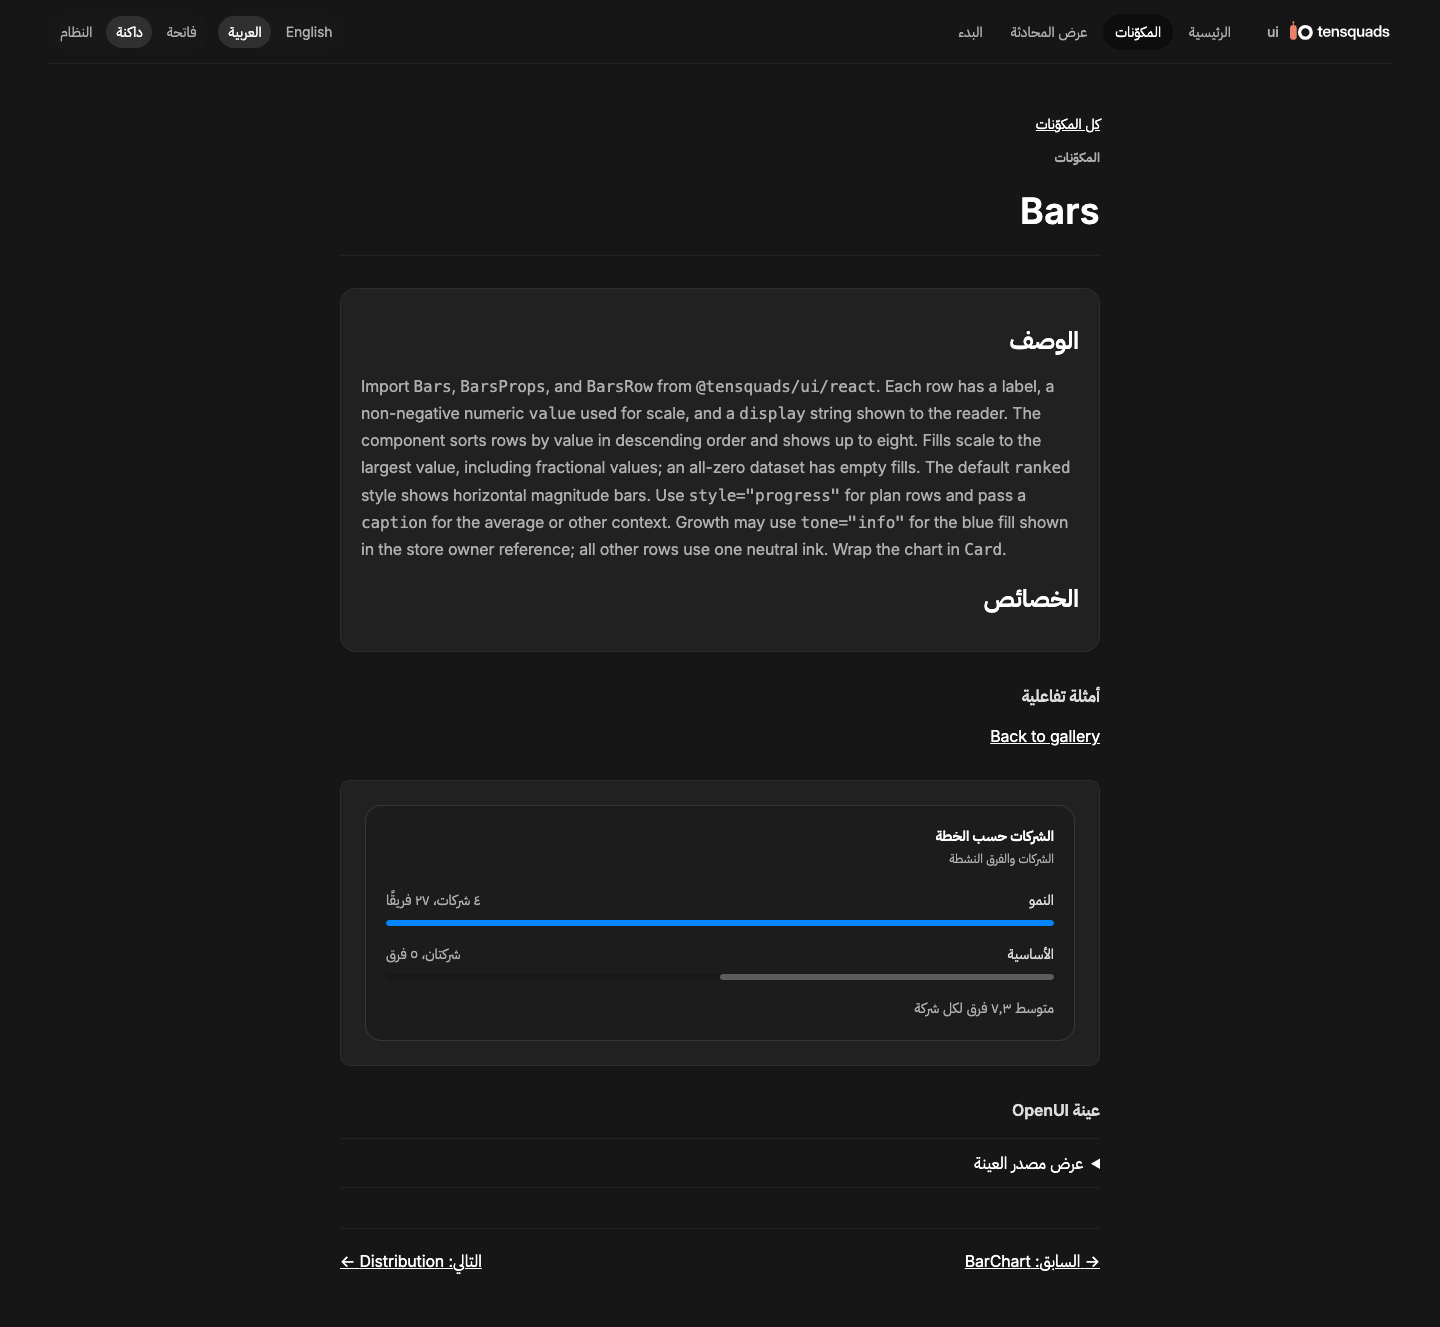 tensquads ui
الرئيسية
المكوّنات
عرض المحادثة
البدء
English
العربية
فاتحة
داكنة
النظام
كل المكوّنات
المكوّنات
Bars
الوصف
Import Bars, BarsProps, and BarsRow from @tensquads/ui/react. Each row has a label, a
non-negative numeric value used for scale, and a display string shown to the reader. The
component sorts rows by value in descending order and shows up to eight. Fills scale to the
largest value, including fractional values; an all-zero dataset has empty fills. The default ranked
style shows horizontal magnitude bars. Use style="progress" for plan rows and pass a
caption for the average or other context. Growth may use tone="info" for the blue fill shown
in the store owner reference; all other rows use one neutral ink. Wrap the chart in Card.
الخصائص
أمثلة تفاعلية
Back to gallery
الشركات حسب الخطة
الشركات والفرق النشطة
النمو
٤ شركات، ٢٧ فريقًا
الأساسية
شركتان، ٥ فرق
متوسط ٧٫٣ فرق لكل شركة
عينة OpenUI
عرض مصدر العينة
→ السابق: BarChart
التالي: Distribution ←